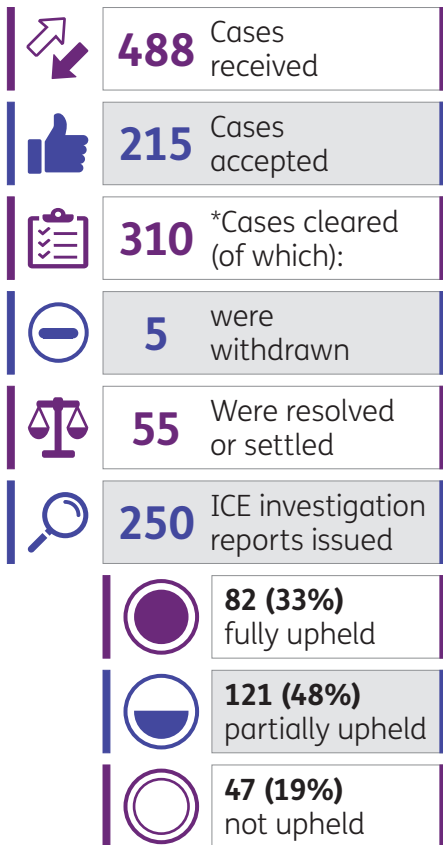 488 Cases
received
215 Cases
accepted
310 *Cases cleared
(of which):
5 were
withdrawn
55 Were resolved
or settled
250 ICE investigation
reports issued
82 (33%)
fully upheld
121 (48%)
partially upheld
47 (19%)
not upheld